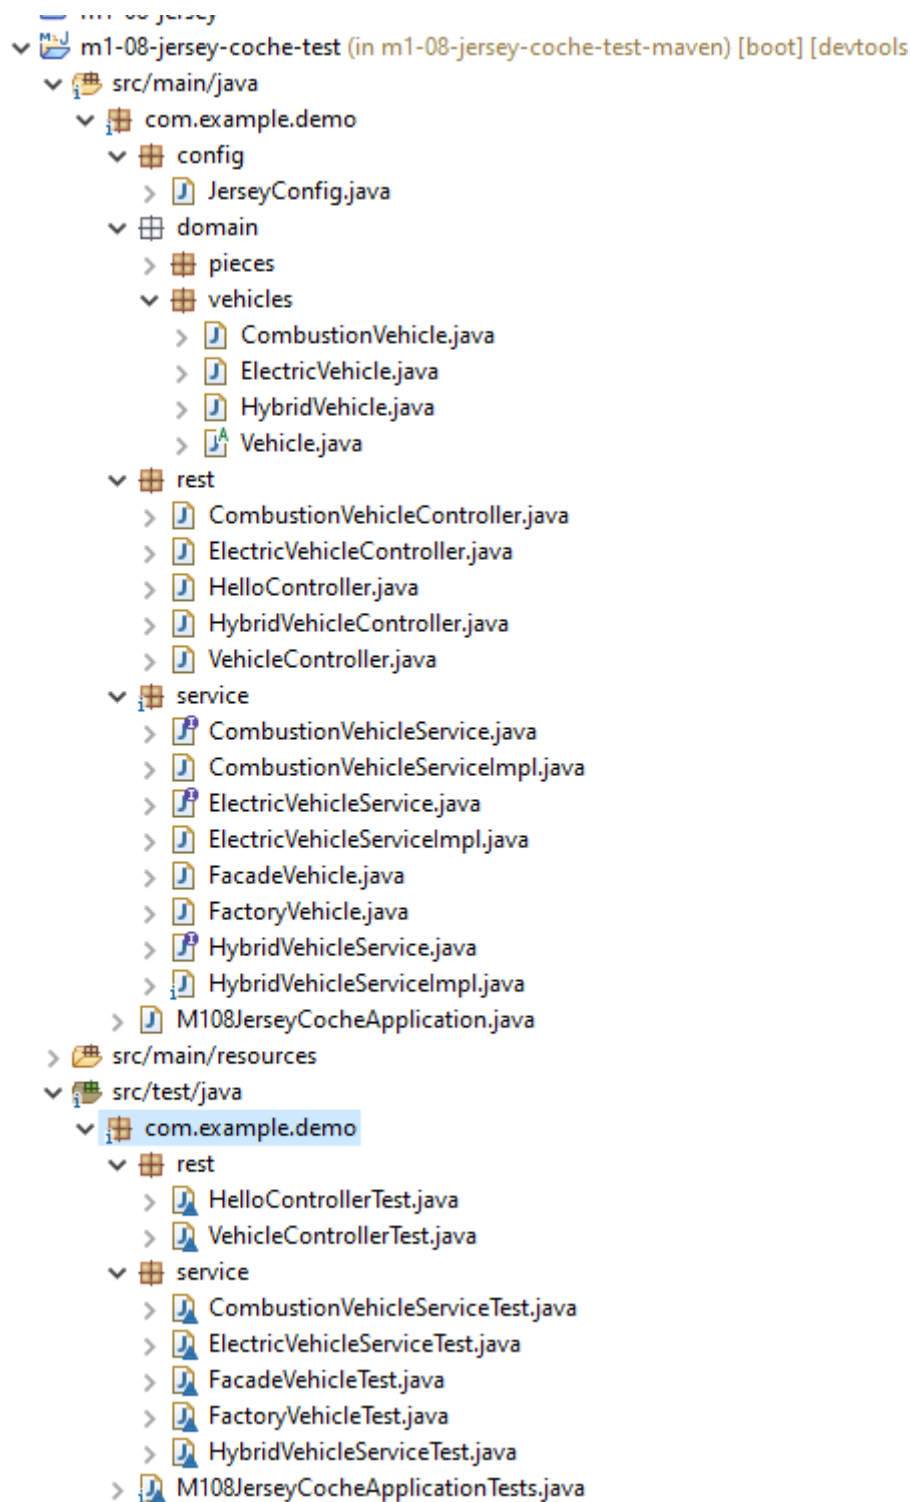 m1-08-jersey
m1-08-jersey-coche-test (in m1-08-jersey-coche-test-maven) [boot] [devtools
src/main/java
com.example.demo
config
JerseyConfig.java
domain
pieces
vehicles
CombustionVehicle.java
ElectricVehicle.java
HybridVehicle.java
Vehicle.java
rest
CombustionVehicleController.java
ElectricVehicleController.java
HelloController.java
HybridVehicleController.java
VehicleController.java
service
CombustionVehicleService.java
CombustionVehicleServiceImpl.java
ElectricVehicleService.java
ElectricVehicleServiceImpl.java
FacadeVehicle.java
FactoryVehicle.java
HybridVehicleService.java
HybridVehicleServiceImpl.java
M108JerseyCocheApplication.java
src/main/resources
src/test/java
com.example.demo
rest
HelloControllerTest.java
VehicleControllerTest.java
service
CombustionVehicleServiceTest.java
ElectricVehicleServiceTest.java
FacadeVehicleTest.java
FactoryVehicleTest.java
HybridVehicleServiceTest.java
M108JerseyCocheApplicationTests.java